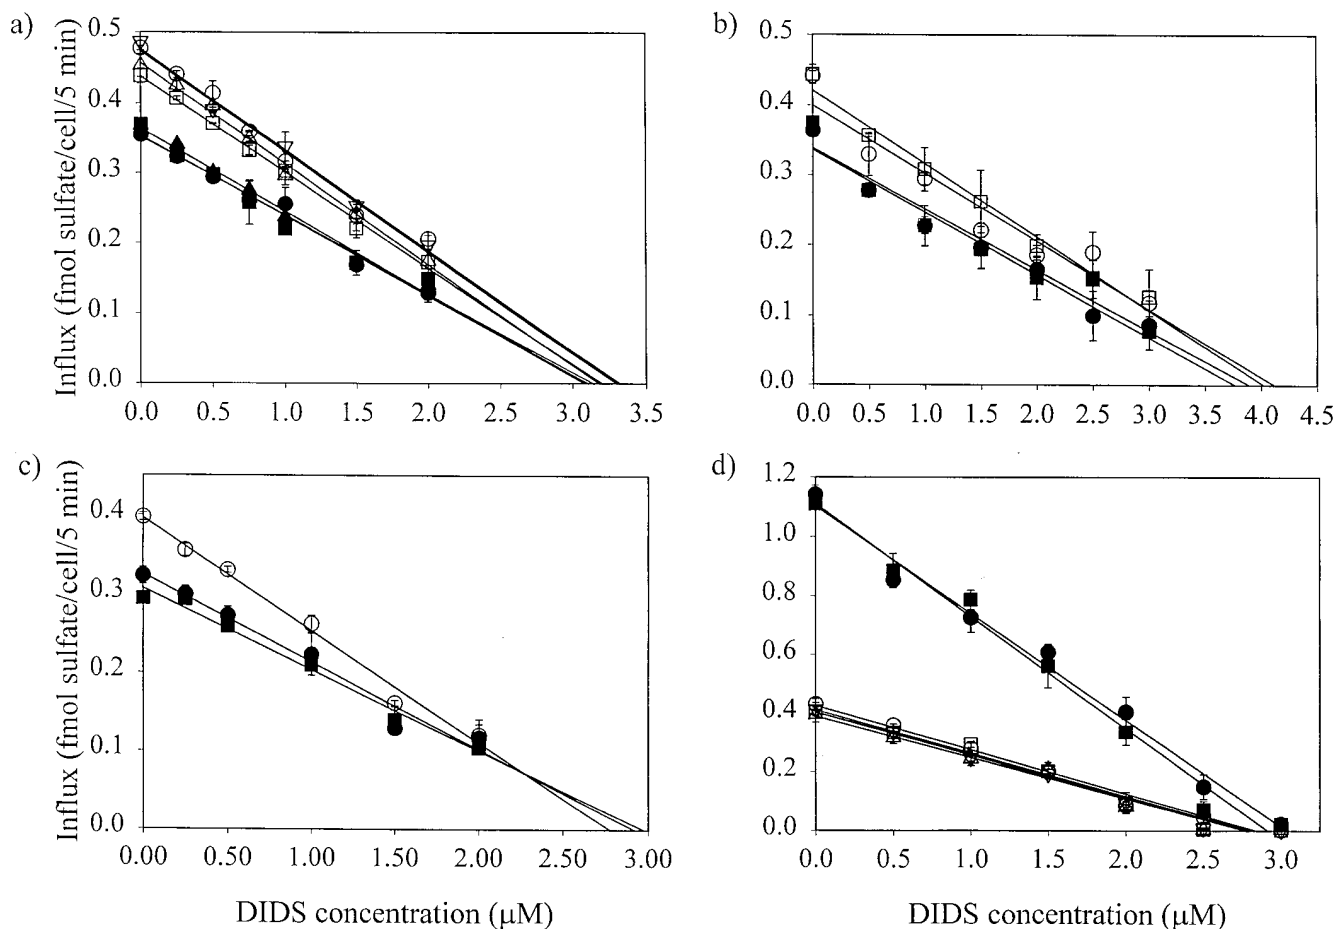 a)
b)
Influx (fmol sulfate/cell/5 min)
0.5
0.4
0.3
0.2
0.1
0.0
0.0 0.5 1.0 1.5 2.0 2.5 3.0 3.5
0.5
0.4
0.3
0.2
0.1
0.0
0.0 0.5 1.0 1.5 2.0 2.5 3.0 3.5 4.0 4.5
c)
d)
Influx (fmol sulfate/cell/5 min)
0.4
0.3
0.2
0.1
0.0
0.00 0.50 1.00 1.50 2.00 2.50 3.00
1.2
1.0
0.8
0.6
0.4
0.2
0.0
0.0 0.5 1.0 1.5 2.0 2.5 3.0
DIDS concentration (μM)
DIDS concentration (μM)